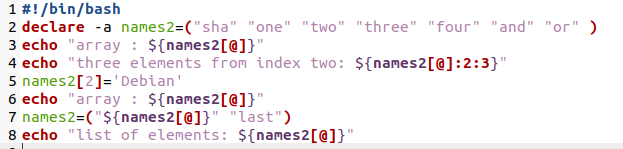 1 #!/bin/bash
2 declare -a names2=("sha" "one" "two" "three" "four" "and" "or" )
3 echo "array : ${names2[@]}"
4 echo "three elements from index two: ${names2[@]:2:3}"
5 names2[2]='Debian'
6 echo "array : ${names2[@]}"
7 names2=("${names2[@]}" "last")
8 echo "list of elements: ${names2[@]}"